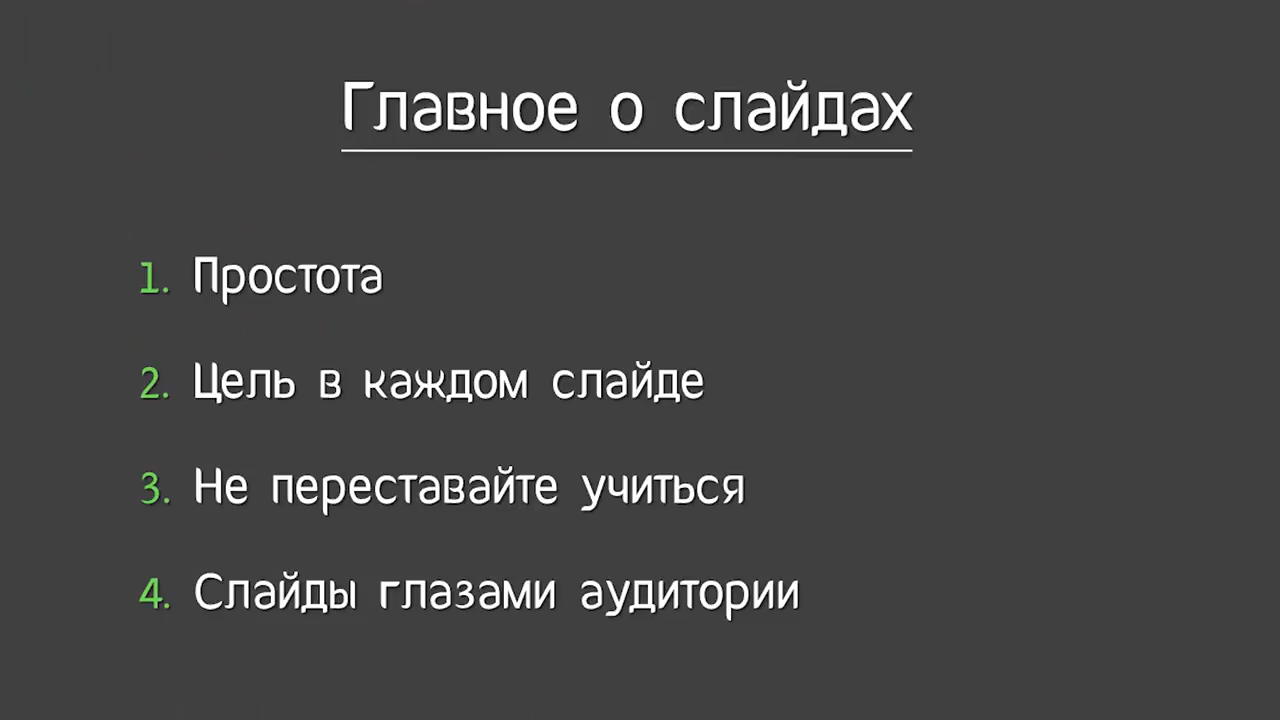 Главное о слайдах
1. Простота
2. Цель в каждом слайде
3. Не переставайте учиться
4. Слайды глазами аудитории